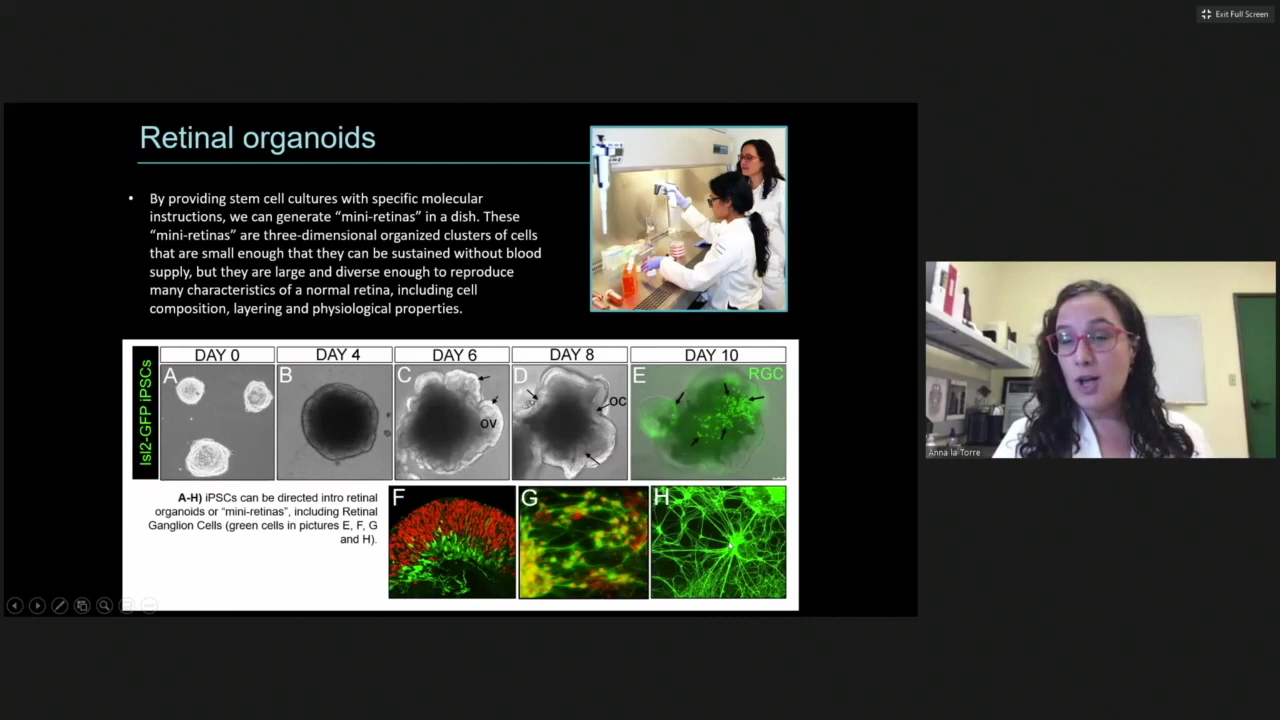 Exit Full Screen
Retinal organoids
• By providing stem cell cultures with specific molecular
instructions, we can generate “mini-retinas” in a dish. These
“mini-retinas” are three-dimensional organized clusters of cells
that are small enough that they can be sustained without blood
supply, but they are large and diverse enough to reproduce
many characteristics of a normal retina, including cell
composition, layering and physiological properties.
Isl2-GFP iPSCs
DAY 0 DAY 4 DAY 6 DAY 8 DAY 10
A B C D E RGC
ov oc
A-H) iPSCs can be directed intro retinal
organoids or “mini-retinas”, including Retinal
Ganglion Cells (green cells in pictures E, F, G
and H).
F G H
Anna la Torre